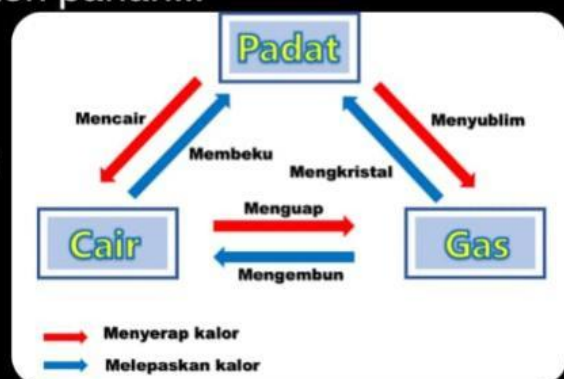 Padat
Mencair
Membeku
Menyublim
Mengkristal
Menguap
Cair
Gas
Mengembun
Menyerap kalor
Melepaskan kalor